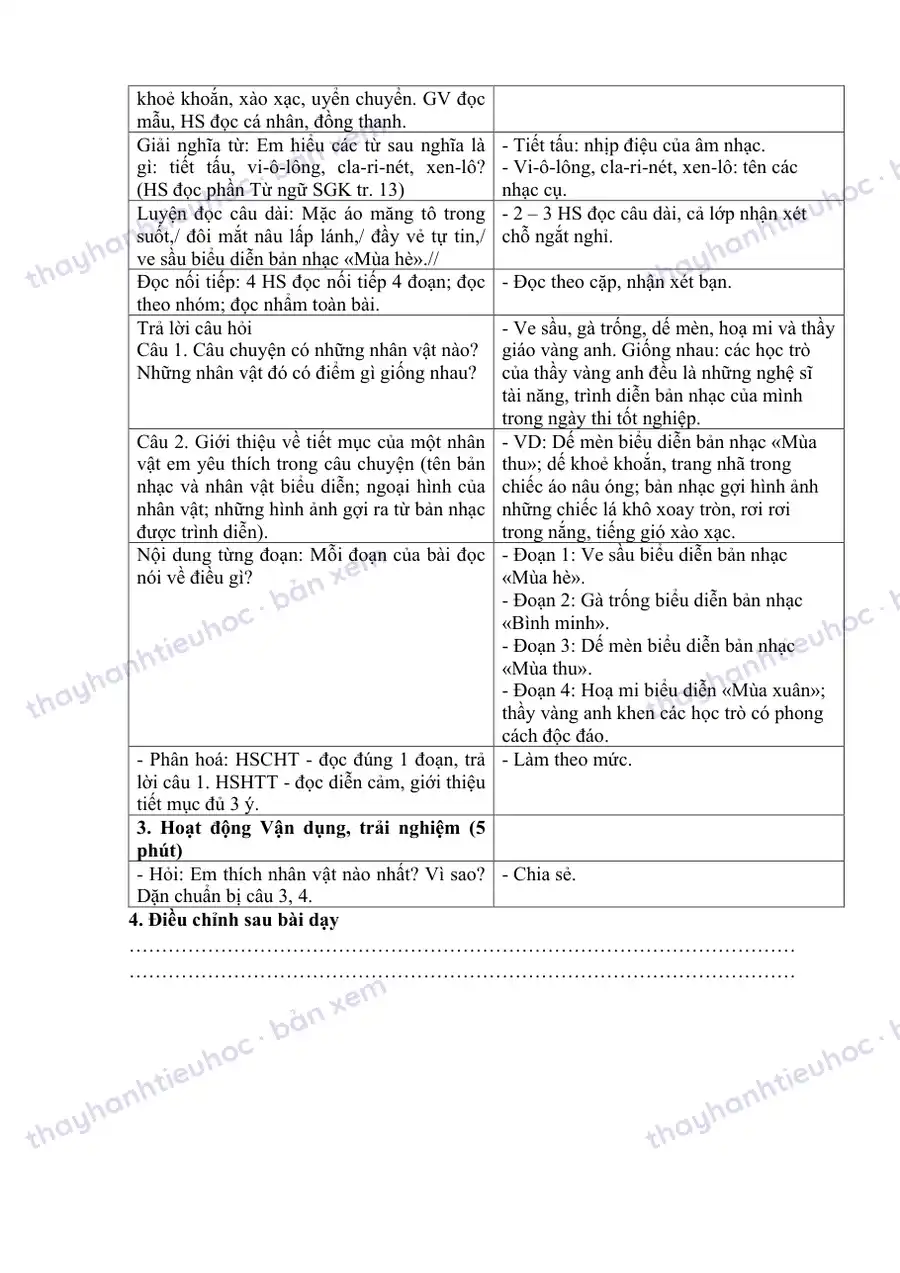 khoẻ khoắn, xào xạc, uyển chuyển. GV đọc
mẫu, HS đọc cá nhân, đồng thanh.
Giải nghĩa từ: Em hiểu các từ sau nghĩa là
gì: tiết tấu, vi-ô-lông, cla-ri-nét, xen-lô?
(HS đọc phần Từ ngữ SGK tr. 13)
- Tiết tấu: nhịp điệu của âm nhạc.
- Vi-ô-lông, cla-ri-nét, xen-lô: tên các
nhạc cụ.
Luyện đọc câu dài: Mặc áo măng tô trong
suốt,/ đôi mắt nâu lấp lánh,/ đầy vẻ tự tin,/
ve sầu biểu diễn bản nhạc «Mùa hè».//
- 2 – 3 HS đọc câu dài, cả lớp nhận xét
chỗ ngắt nghỉ.
Đọc nối tiếp: 4 HS đọc nối tiếp 4 đoạn; đọc
theo nhóm; đọc nhẩm toàn bài.
- Đọc theo cặp, nhận xét bạn.
Trả lời câu hỏi
Câu 1. Câu chuyện có những nhân vật nào?
Những nhân vật đó có điểm gì giống nhau?
- Ve sầu, gà trống, dế mèn, hoạ mi và thầy
giáo vàng anh. Giống nhau: các học trò
của thầy vàng anh đều là những nghệ sĩ
tài năng, trình diễn bản nhạc của mình
trong ngày thi tốt nghiệp.
Câu 2. Giới thiệu về tiết mục của một nhân
vật em yêu thích trong câu chuyện (tên bản
nhạc và nhân vật biểu diễn; ngoại hình của
nhân vật; những hình ảnh gợi ra từ bản nhạc
được trình diễn).
- VD: Dế mèn biểu diễn bản nhạc «Mùa
thu»; dế khoẻ khoắn, trang nhã trong
chiếc áo nâu óng; bản nhạc gợi hình ảnh
những chiếc lá khô xoay tròn, rơi rơi
trong nắng, tiếng gió xào xạc.
Nội dung từng đoạn: Mỗi đoạn của bài đọc
nói về điều gì?
- Đoạn 1: Ve sầu biểu diễn bản nhạc
«Mùa hè».
- Đoạn 2: Gà trống biểu diễn bản nhạc
«Bình minh».
- Đoạn 3: Dế mèn biểu diễn bản nhạc
«Mùa thu».
- Đoạn 4: Hoạ mi biểu diễn «Mùa xuân»;
thầy vàng anh khen các học trò có phong
cách độc đáo.
- Phân hoá: HSCHT - đọc đúng 1 đoạn, trả
lời câu 1. HSHTT - đọc diễn cảm, giới thiệu
tiết mục đủ 3 ý.
- Làm theo mức.
3. Hoạt động Vận dụng, trải nghiệm (5
phút)
- Hỏi: Em thích nhân vật nào nhất? Vì sao?
Dặn chuẩn bị câu 3, 4.
- Chia sẻ.
4. Điều chỉnh sau bài dạy
thayhanhtieuhoc · bản xem
thayhanhtieuhoc · b
thayhanhtieuhoc · bản xem
thayhanhtieuhoc · b
thayhanhtieuhoc · bản xem
thayhanhtieuhoc · b